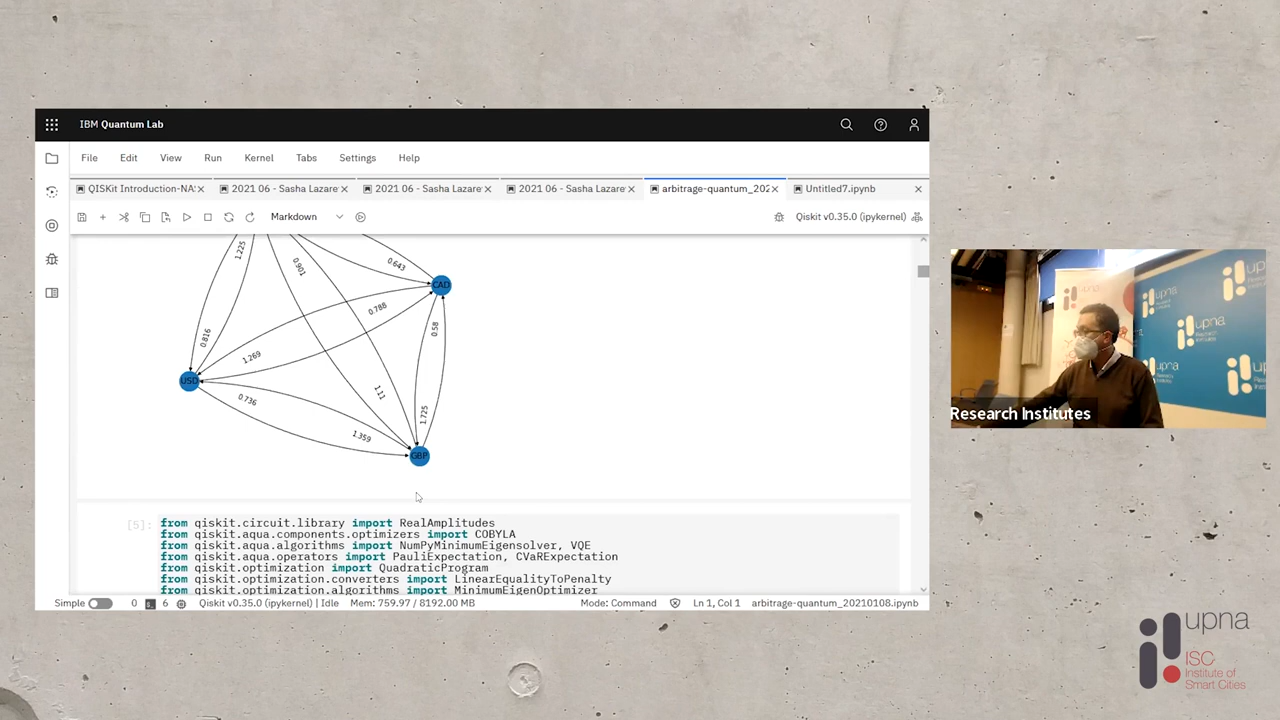 IBM Quantum Lab
File Edit View Run Kernel Tabs Settings Help
QISKit Introduction-NA 2021 06 - Sasha Lazare 2021 06 - Sasha Lazare 2021 06 - Sasha Lazare arbitrage-quantum_202 Untitled7.ipynb
Markdown Qiskit v0.35.0 (ipykernel)
1.225
0.901
0.643
CAD
0.788
0.58
0.816
1.269
USD
0.736
1.11
1.725
1.359
GBP
[5]:
from qiskit.circuit.library import RealAmplitudes
from qiskit.aqua.components.optimizers import COBYLA
from qiskit.aqua.algorithms import NumPyMinimumEigensolver, VQE
from qiskit.aqua.operators import PauliExpectation, CVaRExpectation
from qiskit.optimization import QuadraticProgram
from qiskit.optimization.converters import LinearEqualityToPenalty
from qiskit.optimization.algorithms import MinimumEigenOptimizer
Simple 0 6 Qiskit v0.35.0 (ipykernel) | Idle Mem: 759.97 / 8192.00 MB Mode: Command Ln 1, Col 1 arbitrage-quantum_20210108.ipynb
upna
Research Institutes
upna
ISC
Institute of
Smart Cities